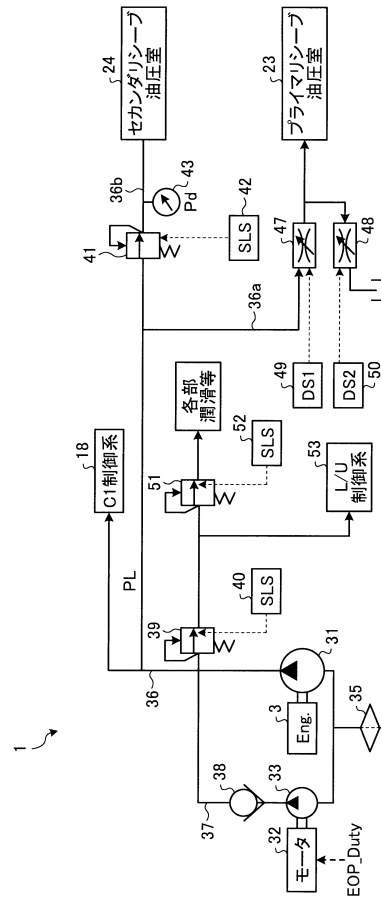 1
24
セカンダリシーブ
油圧室
36b
43
Pd
41
42
SLS
23
プライマリシーブ
油圧室
47
48
36a
49
DS1
DS2
50
18
C1制御系
PL
各部
潤滑等
51
52
SLS
53
L/U
制御系
39
40
SLS
36
31
3
Eng.
35
37
38
33
32
モータ
EOP_Duty